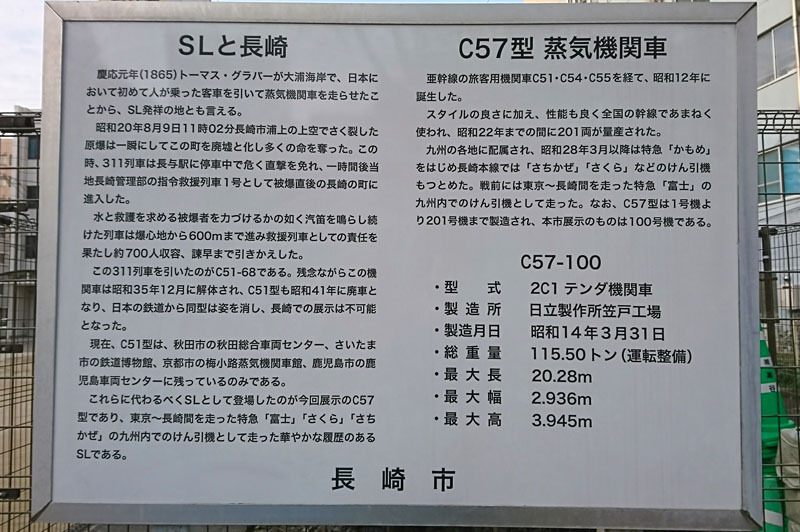 SLと長崎
慶応元年(1865)トーマス・グラバーが大浦海岸で、日本に
おいて初めて人が乗った客車を引いて蒸気機関車を走らせたこ
とから、SL発祥の地とも言える。
昭和20年8月9日11時02分長崎市浦上の上空でさく裂した
原爆は一瞬にしてこの町を廃墟と化し多くの命を奪った。この
時、311列車は長与駅に停車中で危く直撃を免れ、一時間後当
地長崎管理部の指令救援列車1号として被爆直後の長崎の町に
進入した。
水と救護を求める被爆者を力づけるかの如く汽笛を鳴らし続
けた列車は爆心地から600mまで進み救援列車としての責任を
果たし約700人収容、諫早まで引きかえした。
この311列車を引いたのがC51-68である。残念ながらこの機
関車は昭和35年12月に解体され、C51型も昭和41年に廃車と
なり、日本の鉄道から同型は姿を消し、長崎での展示は不可能
となった。
現在、C51型は、秋田市の秋田総合車両センター、さいたま
市の鉄道博物館、京都市の梅小路蒸気機関車館、鹿児島市の鹿
児島車両センターに残っているのみである。
これらに代わるべくSLとして登場したのが今回展示のC57
型であり、東京〜長崎間を走った特急「富士」「さくら」「さち
かぜ」の九州内でのけん引機として走った華やかな履歴のある
SLである。
C57型 蒸気機関車
亜幹線の旅客用機関車C51・C54・C55を経て、昭和12年に
誕生した。
スタイルの良さに加え、性能も良く全国の幹線であまねく
使われ、昭和22年までの間に201両が量産された。
九州の各地に配属され、昭和28年3月以降は特急「かもめ」
をはじめ長崎本線では「さちかぜ」「さくら」などのけん引機
もつとめた。戦前には東京〜長崎間を走った特急「富士」の
九州内でのけん引機として走った。なお、C57型は1号機よ
り201号機まで製造され、本市展示のものは100号機である。
C57-100
・型 式 2C1 テンダ機関車
・製造所 日立製作所笠戸工場
・製造月日 昭和14年3月31日
・総重量 115.50トン(運転整備)
・最大長 20.28m
・最大幅 2.936m
・最大高 3.945m
長崎市